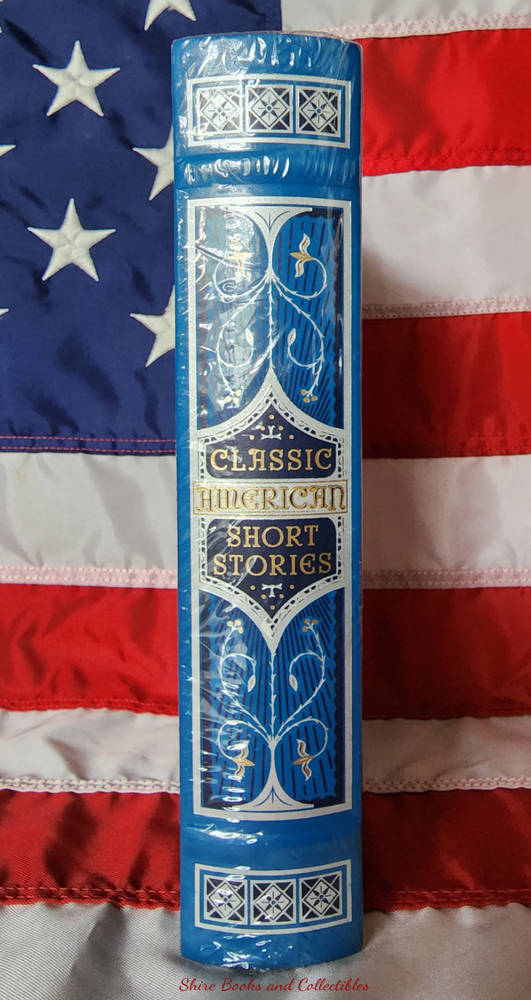 CLASSIC
AMERICAN
SHORT
STORIES
Shire Books and Collectibles